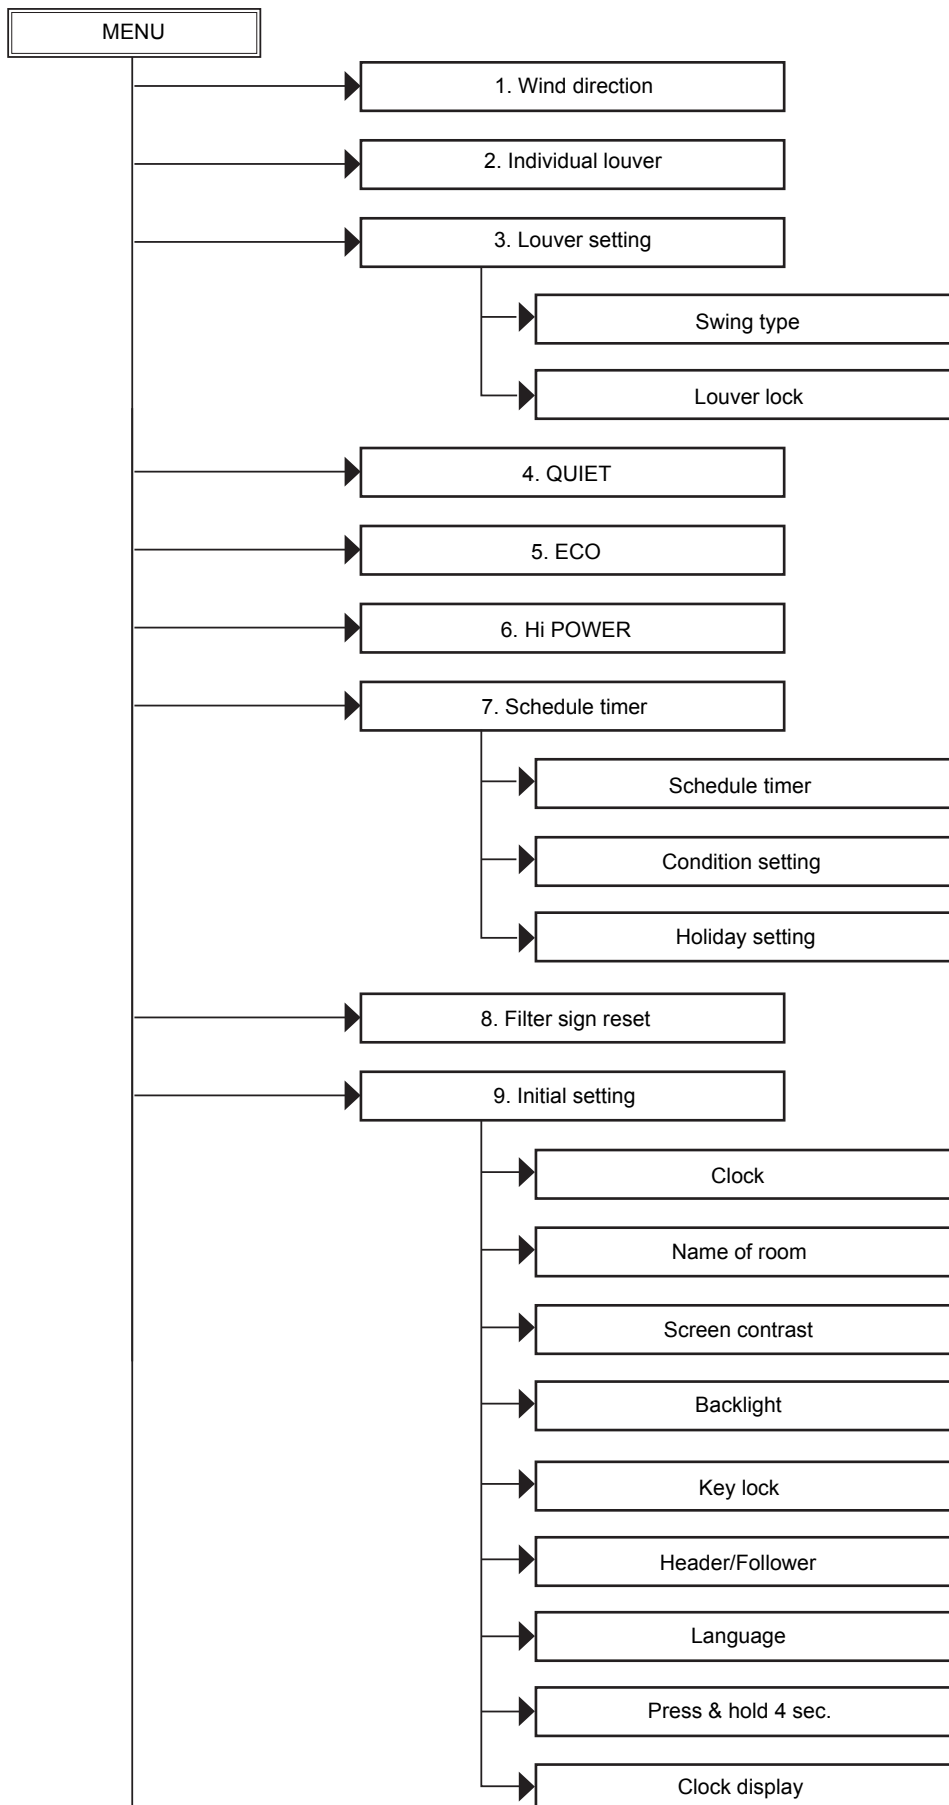 MENU
1. Wind direction
2. Individual louver
3. Louver setting
Swing type
Louver lock
4. QUIET
5. ECO
6. Hi POWER
7. Schedule timer
Schedule timer
Condition setting
Holiday setting
8. Filter sign reset
9. Initial setting
Clock
Name of room
Screen contrast
Backlight
Key lock
Header/Follower
Language
Press & hold 4 sec.
Clock display